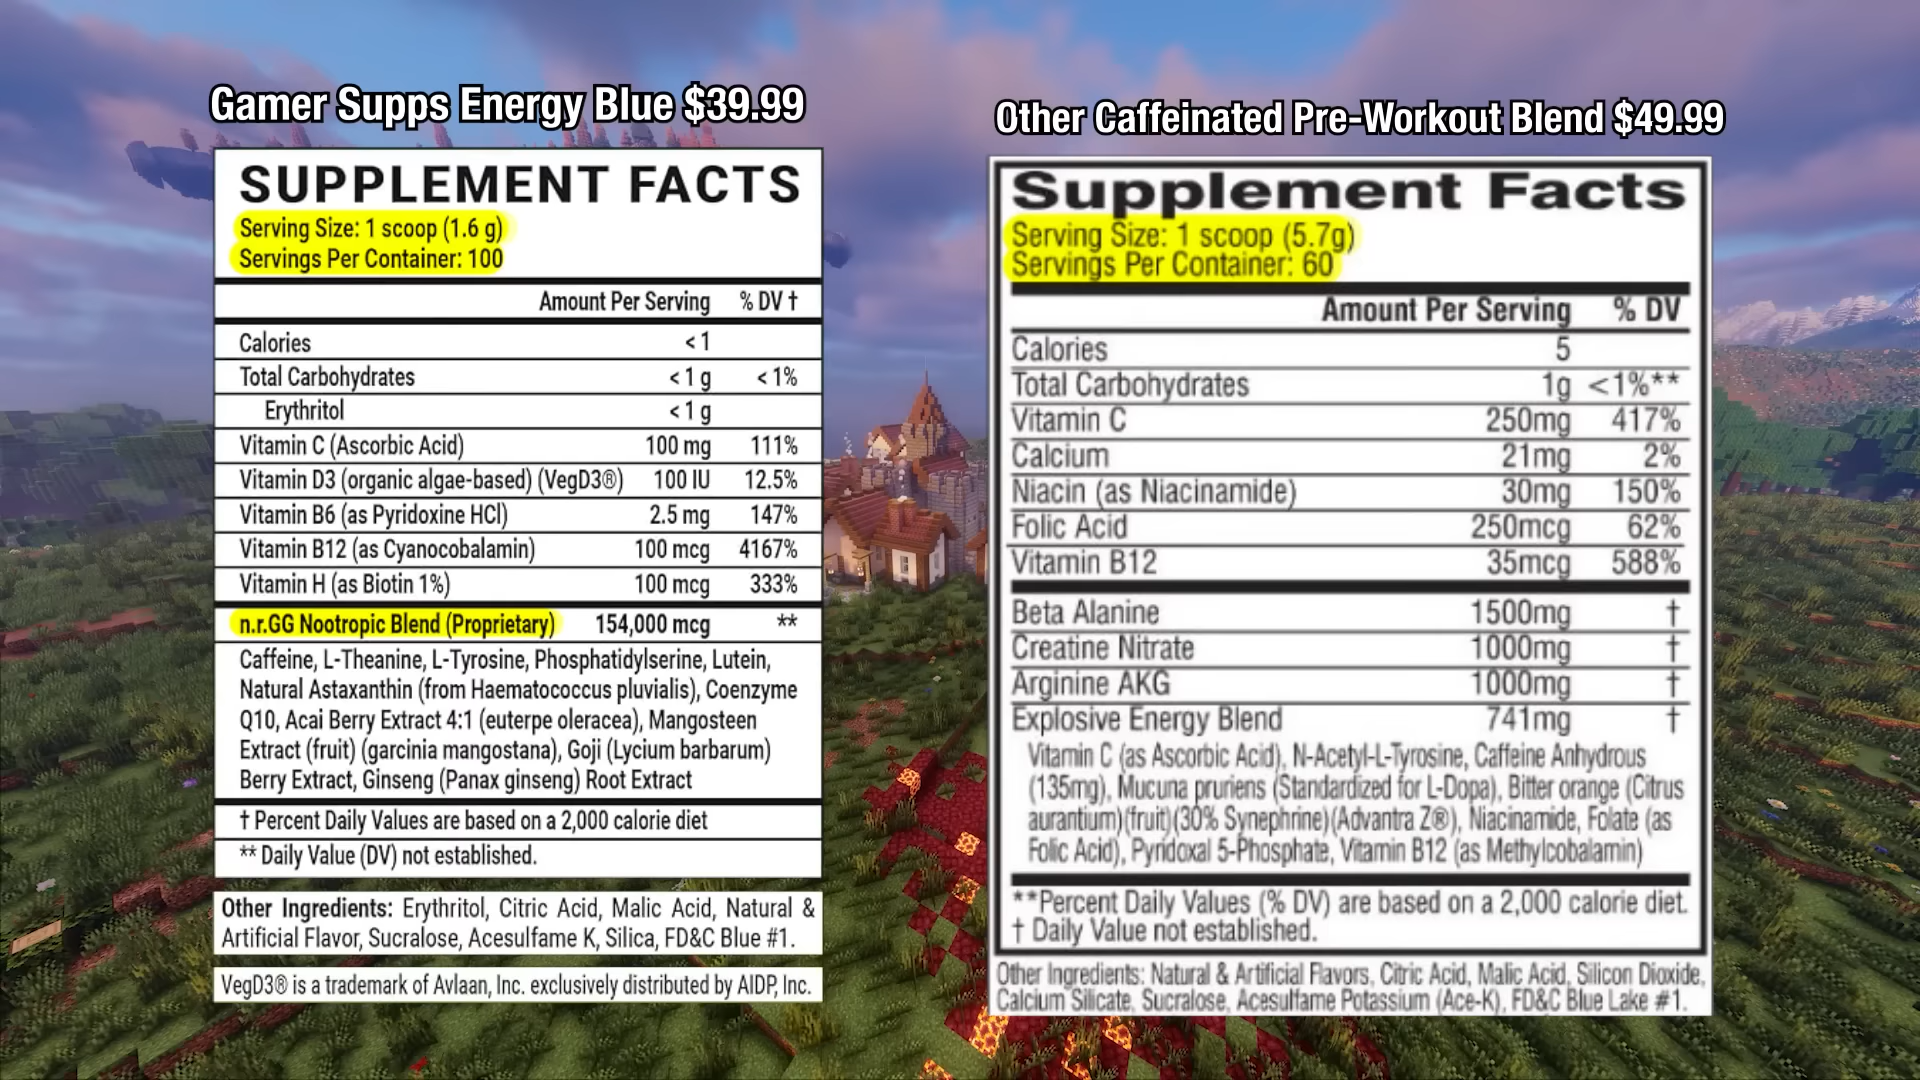 Gamer Supps Energy Blue $39.99
SUPPLEMENT FACTS
Serving Size: 1 scoop (1.6 g)
Servings Per Container: 100
Amount Per Serving % DV †
Calories < 1
Total Carbohydrates < 1 g < 1%
Erythritol < 1 g
Vitamin C (Ascorbic Acid) 100 mg 111%
Vitamin D3 (organic algae-based) (VegD3®) 100 IU 12.5%
Vitamin B6 (as Pyridoxine HCl) 2.5 mg 147%
Vitamin B12 (as Cyanocobalamin) 100 mcg 4167%
Vitamin H (as Biotin 1%) 100 mcg 333%
n.r.GG Nootropic Blend (Proprietary) 154,000 mcg **
Caffeine, L-Theanine, L-Tyrosine, Phosphatidylserine, Lutein,
Natural Astaxanthin (from Haematococcus pluvialis), Coenzyme
Q10, Acai Berry Extract 4:1 (euterpe oleracea), Mangosteen
Extract (fruit) (garcinia mangostana), Goji (Lycium barbarum)
Berry Extract, Ginseng (Panax ginseng) Root Extract
† Percent Daily Values are based on a 2,000 calorie diet
** Daily Value (DV) not established.
Other Ingredients: Erythritol, Citric Acid, Malic Acid, Natural &
Artificial Flavor, Sucralose, Acesulfame K, Silica, FD&C Blue #1.
VegD3® is a trademark of Avlaan, Inc. exclusively distributed by AIDP, Inc.
Other Caffeinated Pre-Workout Blend $49.99
Supplement Facts
Serving Size: 1 scoop (5.7g)
Servings Per Container: 60
Amount Per Serving % DV
Calories 5
Total Carbohydrates 1g <1%**
Vitamin C 250mg 417%
Calcium 21mg 2%
Niacin (as Niacinamide) 30mg 150%
Folic Acid 250mcg 62%
Vitamin B12 35mcg 588%
Beta Alanine 1500mg †
Creatine Nitrate 1000mg †
Arginine AKG 1000mg †
Explosive Energy Blend 741mg †
Vitamin C (as Ascorbic Acid), N-Acetyl-L-Tyrosine, Caffeine Anhydrous
(135mg), Mucuna pruriens (Standardized for L-Dopa), Bitter orange (Citrus
aurantium)(fruit)(30% Synephrine)(Advantra Z®), Niacinamide, Folate (as
Folic Acid), Pyridoxal 5-Phosphate, Vitamin B12 (as Methylcobalamin)
**Percent Daily Values (% DV) are based on a 2,000 calorie diet.
† Daily Value not established.
Other Ingredients: Natural & Artificial Flavors, Citric Acid, Malic Acid, Silicon Dioxide,
Calcium Silicate, Sucralose, Acesulfame Potassium (Ace-K), FD&C Blue Lake #1.